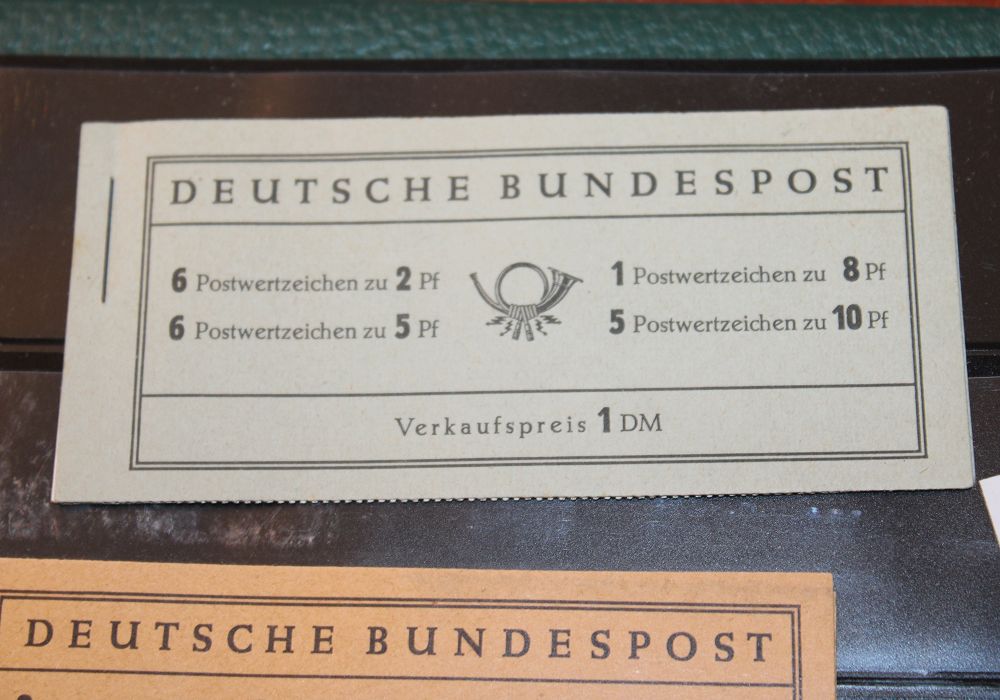 DEUTSCHE BUNDESPOST
6 Postwertzeichen zu 2 Pf
6 Postwertzeichen zu 5 Pf
1 Postwertzeichen zu 8 Pf
5 Postwertzeichen zu 10 Pf
Verkaufspreis 1 DM
DEUTSCHE BUNDESPOST